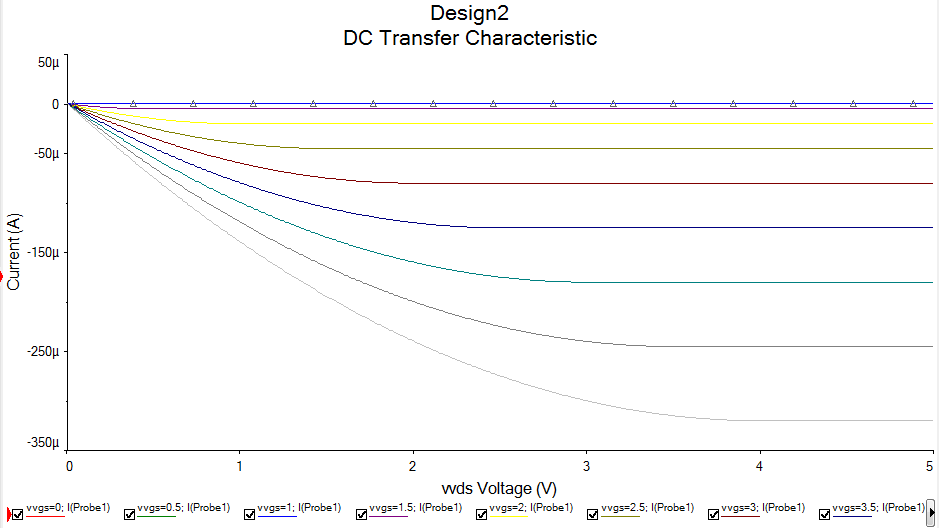 Design2
DC Transfer Characteristic
50µ
0
-50µ
-150µ
-250µ
-350µ
Current (A)
0 1 2 3 4 5
vvds Voltage (V)
vvgs=0; I(Probe1) vvgs=0.5; I(Probe1) vvgs=1; I(Probe1) vvgs=1.5; I(Probe1) vvgs=2; I(Probe1) vvgs=2.5; I(Probe1) vvgs=3; I(Probe1) vvgs=3.5; I(Probe1)